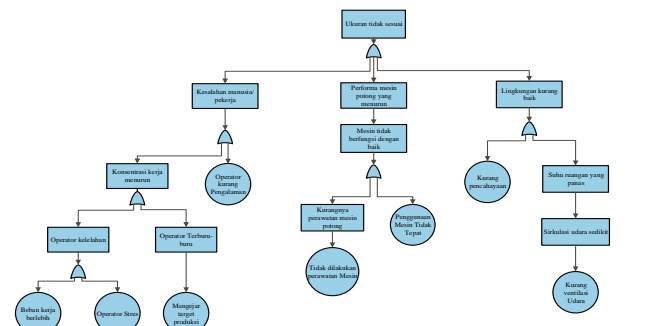 Ukuran tidak sesuai
Kesalahan manusia/
pekerja
Performa mesin
potong yang
menurun
Lingkungan kurang
baik
Mesin tidak
berfungsi dengan
baik
Konsentrasi kerja
menurun
Operator
kurang
Pengalaman
Kurang
pencahayaan
Suhu ruangan yang
panas
Kurangnya
perawatan mesin
potong
Penggunaan
Mesin Tidak
Tepat
Operator kelelahan
Operator Terburu-
buru
Sirkulasi udara sedikit
Tidak dilakukan
perawatan Mesin
Beban kerja
berlebih
Operator Stres
Mengejar
target
produksi
Kurang
ventilasi
Udara